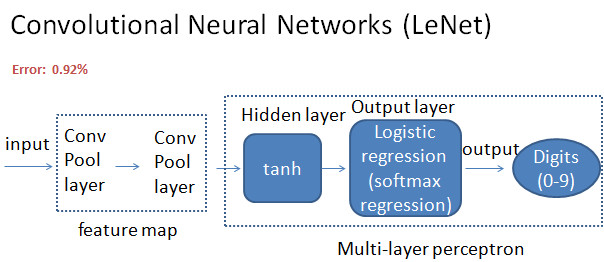 Convolutional Neural Networks (LeNet)
Error: 0.92%
input
Conv
Pool
layer
Conv
Pool
layer
feature map
Hidden layer
tanh
Output layer
Logistic
regression
(softmax
regression)
output
Digits
(0-9)
Multi-layer perceptron